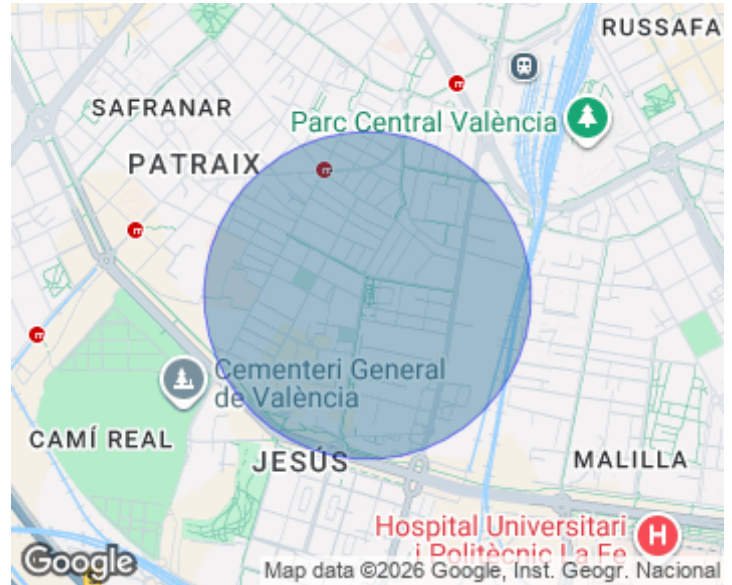 RUSSAFA
SAFRANAR
Parc Central València
PATRAIX
Cementeri General
de València
CAMÍ REAL
JESÚS
MALILLA
Hospital Universitari
i Politècnic La Fe
H
Google
Map data ©2026 Google, Inst. Geogr. Nacional